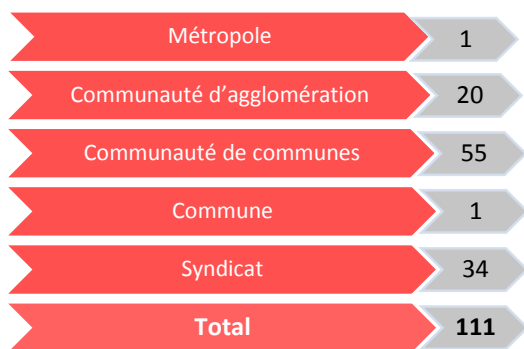 Métropole 1
Communauté d’agglomération 20
Communauté de communes 55
Commune 1
Syndicat 34
Total 111